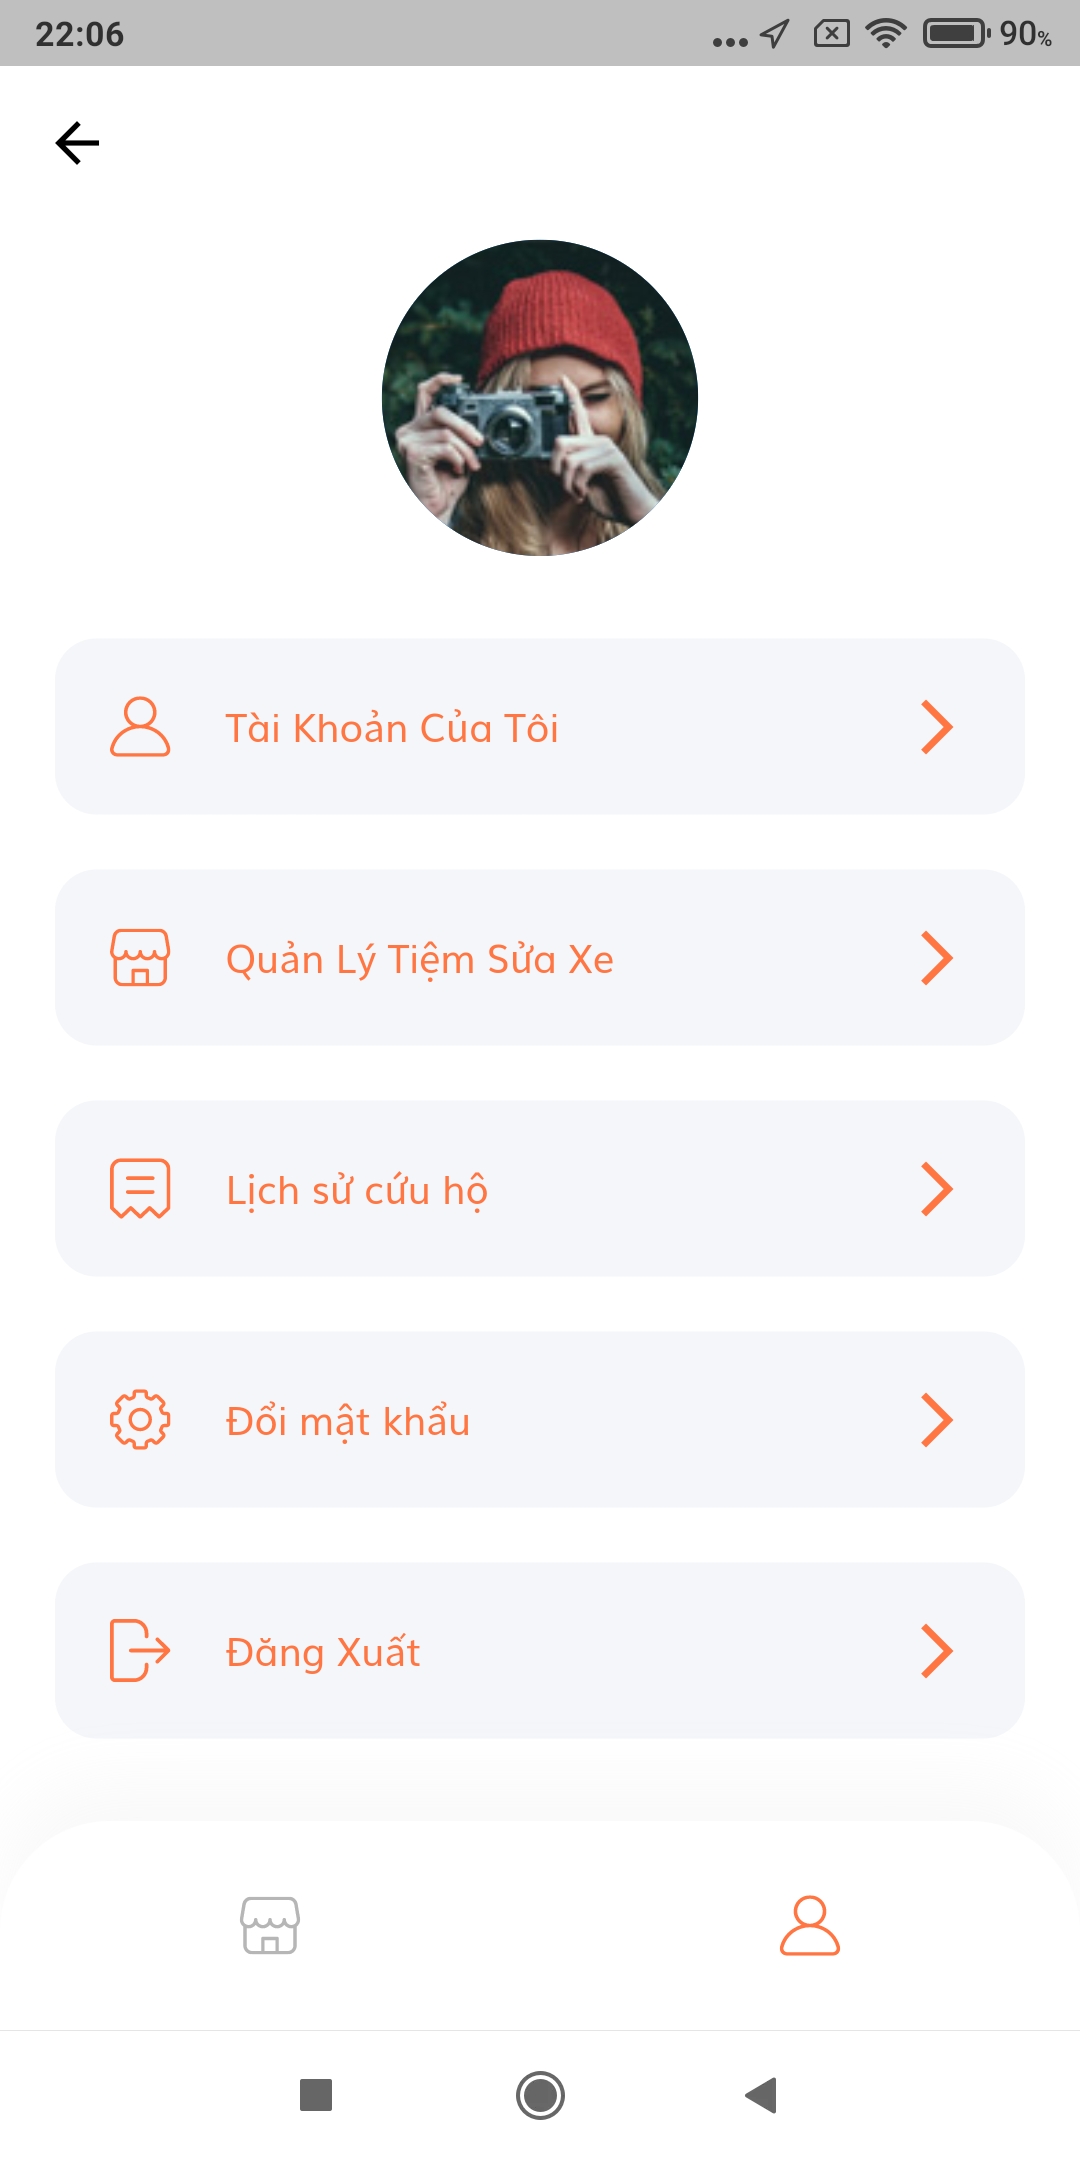 22:06
90%
Tài Khoản Của Tôi
Quản Lý Tiệm Sửa Xe
Lịch sử cứu hộ
Đổi mật khẩu
Đăng Xuất